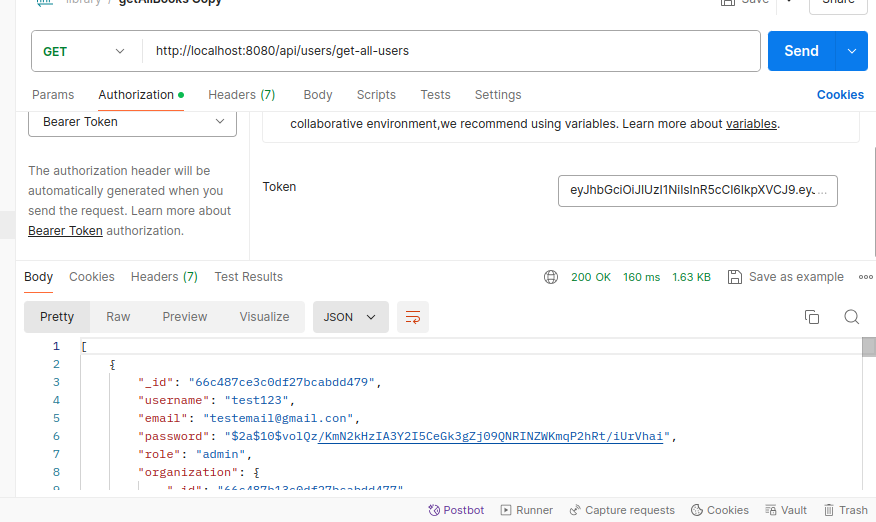 library / getAllBooks Copy
Save
Share
GET
http://localhost:8080/api/users/get-all-users
Send
Params
Authorization
Headers (7)
Body
Scripts
Tests
Settings
Cookies
Bearer Token
collaborative environment,we recommend using variables. Learn more about variables.
The authorization header will be
automatically generated when you
send the request. Learn more about
Bearer Token authorization.
Token
Body
Cookies
Headers (7)
Test Results
200 OK
160 ms
1.63 KB
Save as example
Pretty
Raw
Preview
Visualize
JSON
1 [
2 {
3 "_id": "66c487ce3c0df27bcabdd479",
4 "username": "test123",
5 "email": "testemail@gmail.con",
6 "password": "$2a$10$volQz/KmN2kHzIA3Y2I5CeGk3gZj09QNRINZWKmqP2hRt/iUrVhai",
7 "role": "admin",
8 "organization": {
9 "_id": "66c487b13c0df27bcabdd477"
Postbot
Runner
Capture requests
Cookies
Vault
Trash